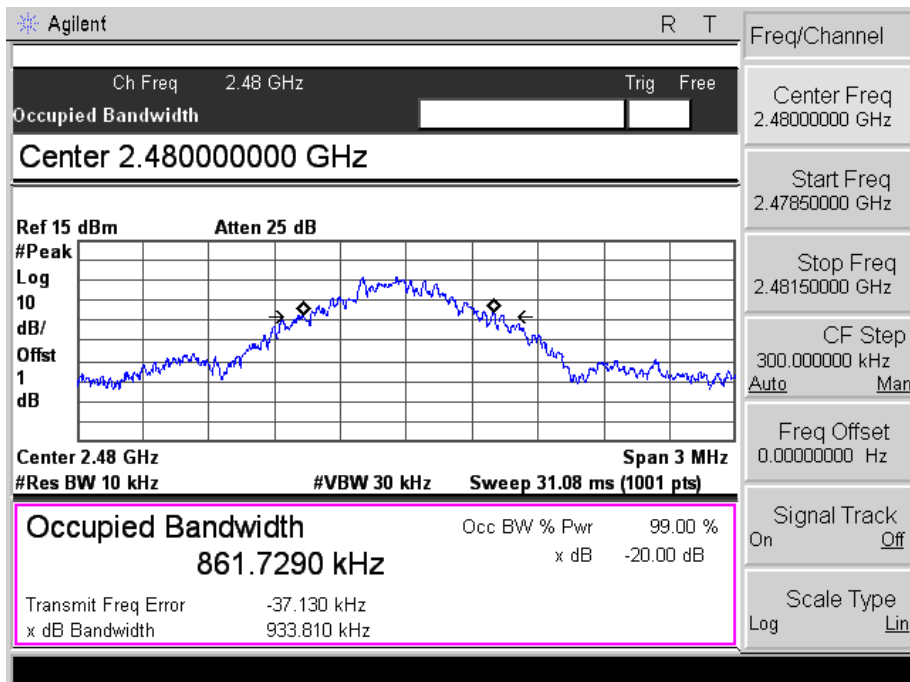 Agilent R T
Freq/Channel
Ch Freq 2.48 GHz Trig Free
Occupied Bandwidth
Center 2.480000000 GHz
Ref 15 dBm Atten 25 dB
#Peak
Log
10
dB/
Offst
1
dB
Center 2.48 GHz Span 3 MHz
#Res BW 10 kHz #VBW 30 kHz Sweep 31.08 ms (1001 pts)
Occupied Bandwidth
861.7290 kHz
Occ BW % Pwr 99.00 %
x dB -20.00 dB
Transmit Freq Error -37.130 kHz
x dB Bandwidth 933.810 kHz
Center Freq
2.48000000 GHz
Start Freq
2.47850000 GHz
Stop Freq
2.48150000 GHz
CF Step
300.000000 kHz
Auto Man
Freq Offset
0.00000000 Hz
Signal Track
On Off
Scale Type
Log Lin